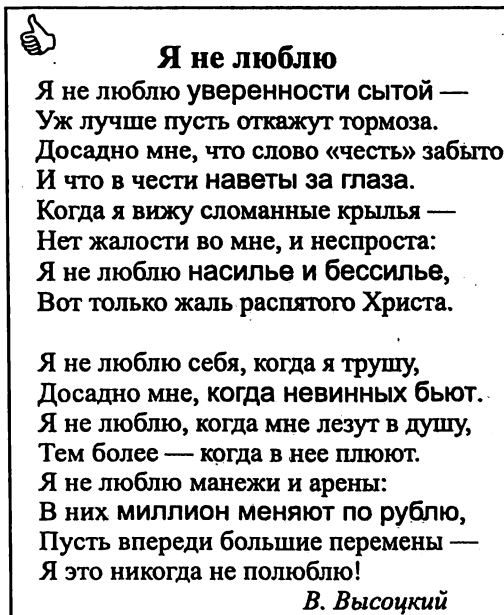 Я не люблю
Я не люблю уверенности сытой —
Уж лучше пусть откажут тормоза.
Досадно мне, что слово «честь» забыто
И что в чести наветы за глаза.
Когда я вижу сломанные крылья —
Нет жалости во мне, и неспроста:
Я не люблю насилье и бессилье,
Вот только жаль распятого Христа.

Я не люблю себя, когда я трушу,
Досадно мне, когда невинных бьют.
Я не люблю, когда мне лезут в душу,
Тем более — когда в нее плюют.
Я не люблю манежи и арены:
В них миллион меняют по рублю,
Пусть впереди большие перемены —
Я это никогда не полюблю!
В. Высоцкий